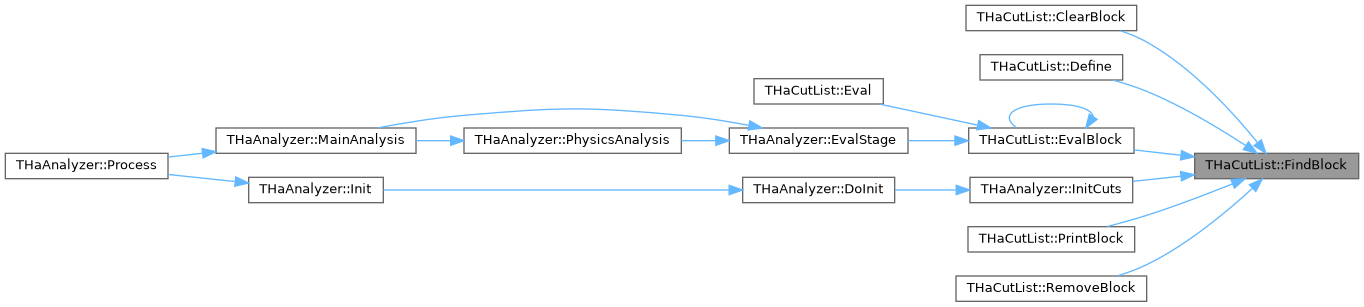 THaCutList::ClearBlock
THaCutList::Define
THaCutList::Eval
THaAnalyzer::MainAnalysis
THaAnalyzer::PhysicsAnalysis
THaAnalyzer::EvalStage
THaCutList::EvalBlock
THaAnalyzer::Process
THaCutList::FindBlock
THaAnalyzer::Init
THaAnalyzer::DoInit
THaAnalyzer::InitCuts
THaCutList::PrintBlock
THaCutList::RemoveBlock